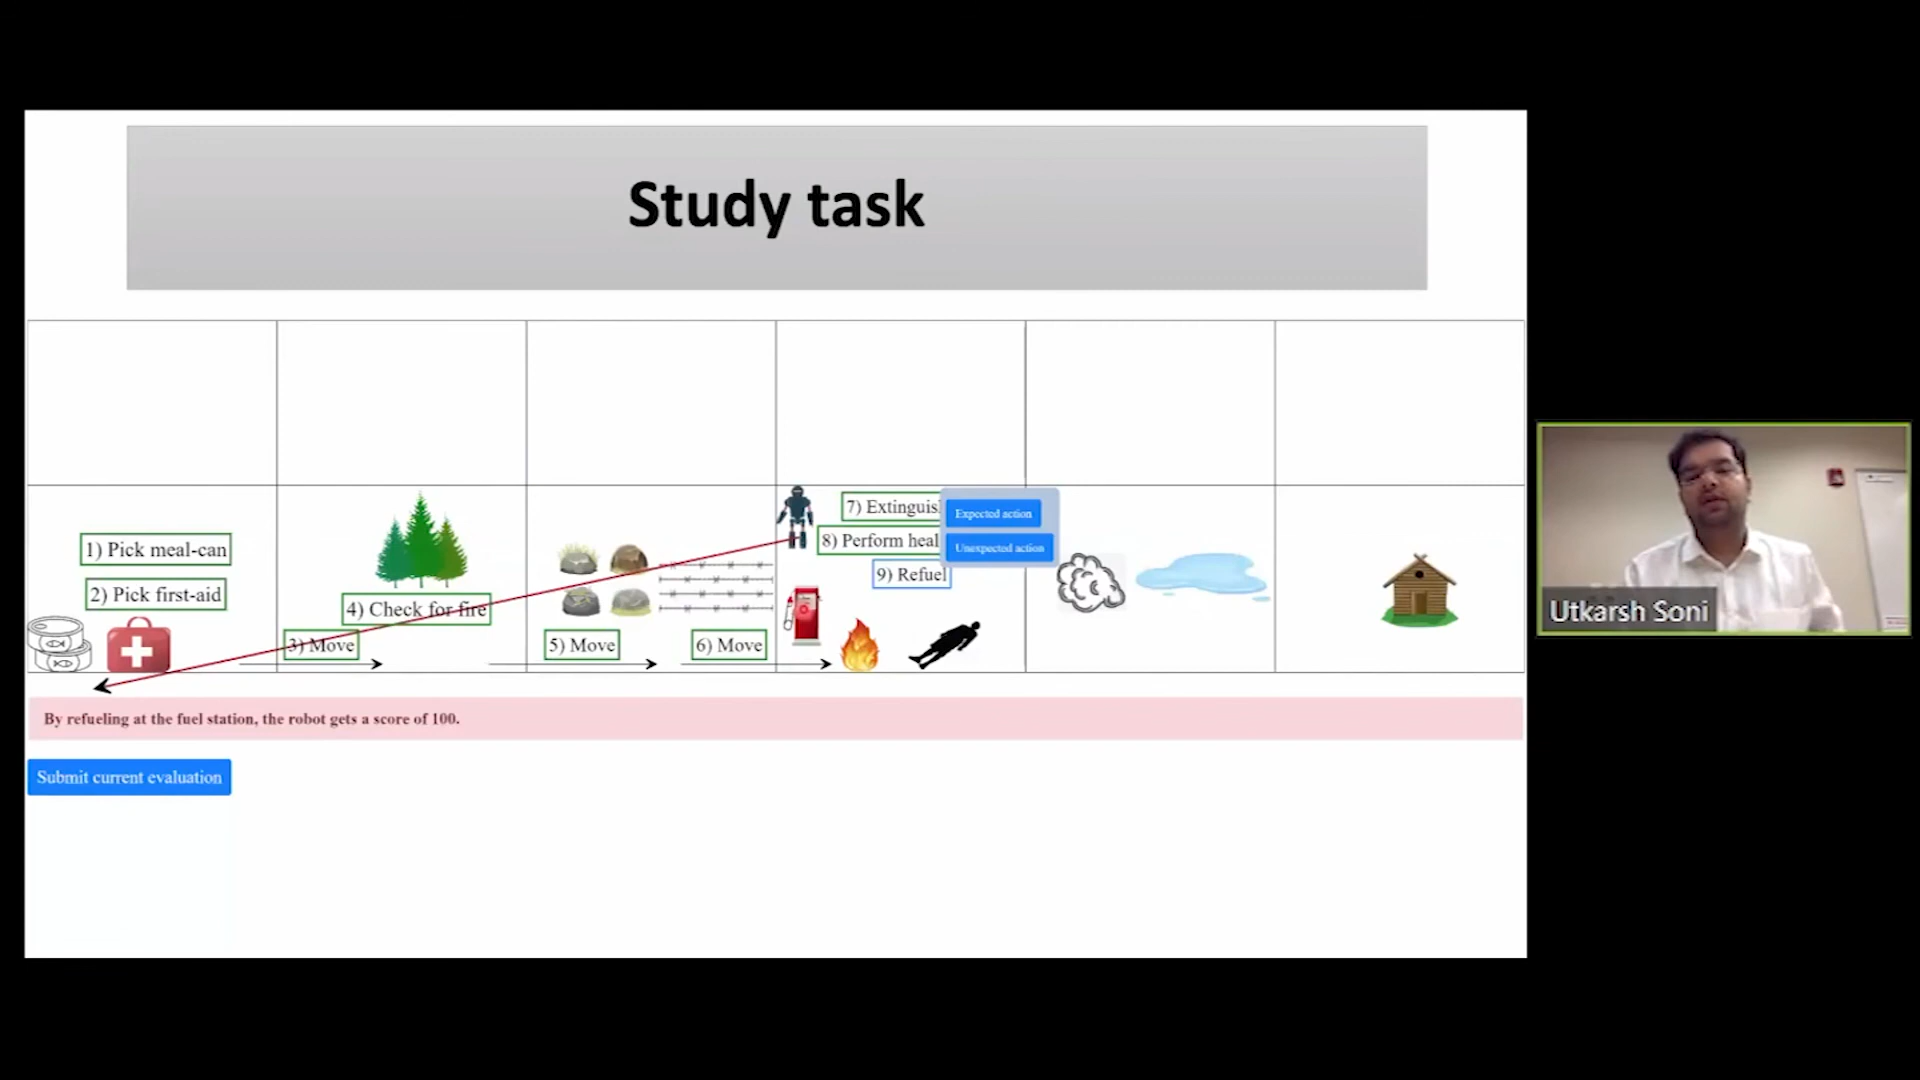 Study task
1) Pick meal-can
2) Pick first-aid
3) Move
4) Check for fire
5) Move
6) Move
7) Extinguis
8) Perform heal
9) Refuel
Expected action
Unexpected action
By refueling at the fuel station, the robot gets a score of 100.
Submit current evaluation
Utkarsh Soni